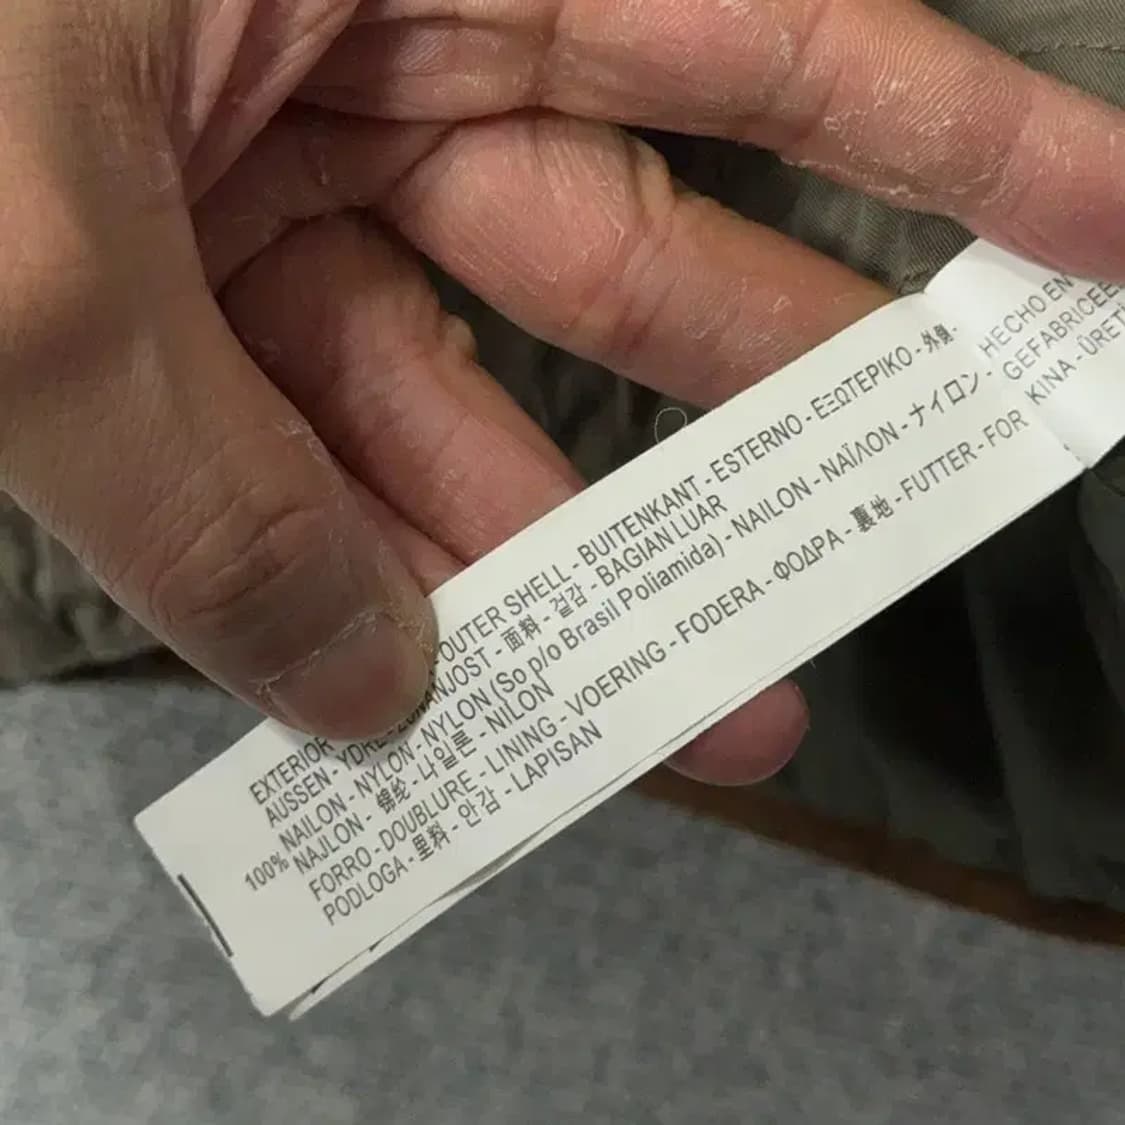 EXTERIOR OUTER SHELL - BUITENKANT - ESTERNO - ΕΞΩΤΕΡΙΚΟ - 外側 -
AUSSEN - YDRE - ZUNANJOST - 面料 - 겉감 - BAGIAN LUAR
100% NAILON - NYLON - NYLON (So p/o Brasil Poliamida) - NAILON - ΝΑΪΛΟΝ - ナイロン -
NAJLON - 锦纶 - 나일론 - NILON
FORRO - DOUBLURE - LINING - VOERING - FODERA - ΦΟΔΡΑ - 裏地 - FUTTER - FOR
PODLOGA - 里料 - 안감 - LAPISAN
HECHO EN
GEFABRICEE
KINA - ÜRET